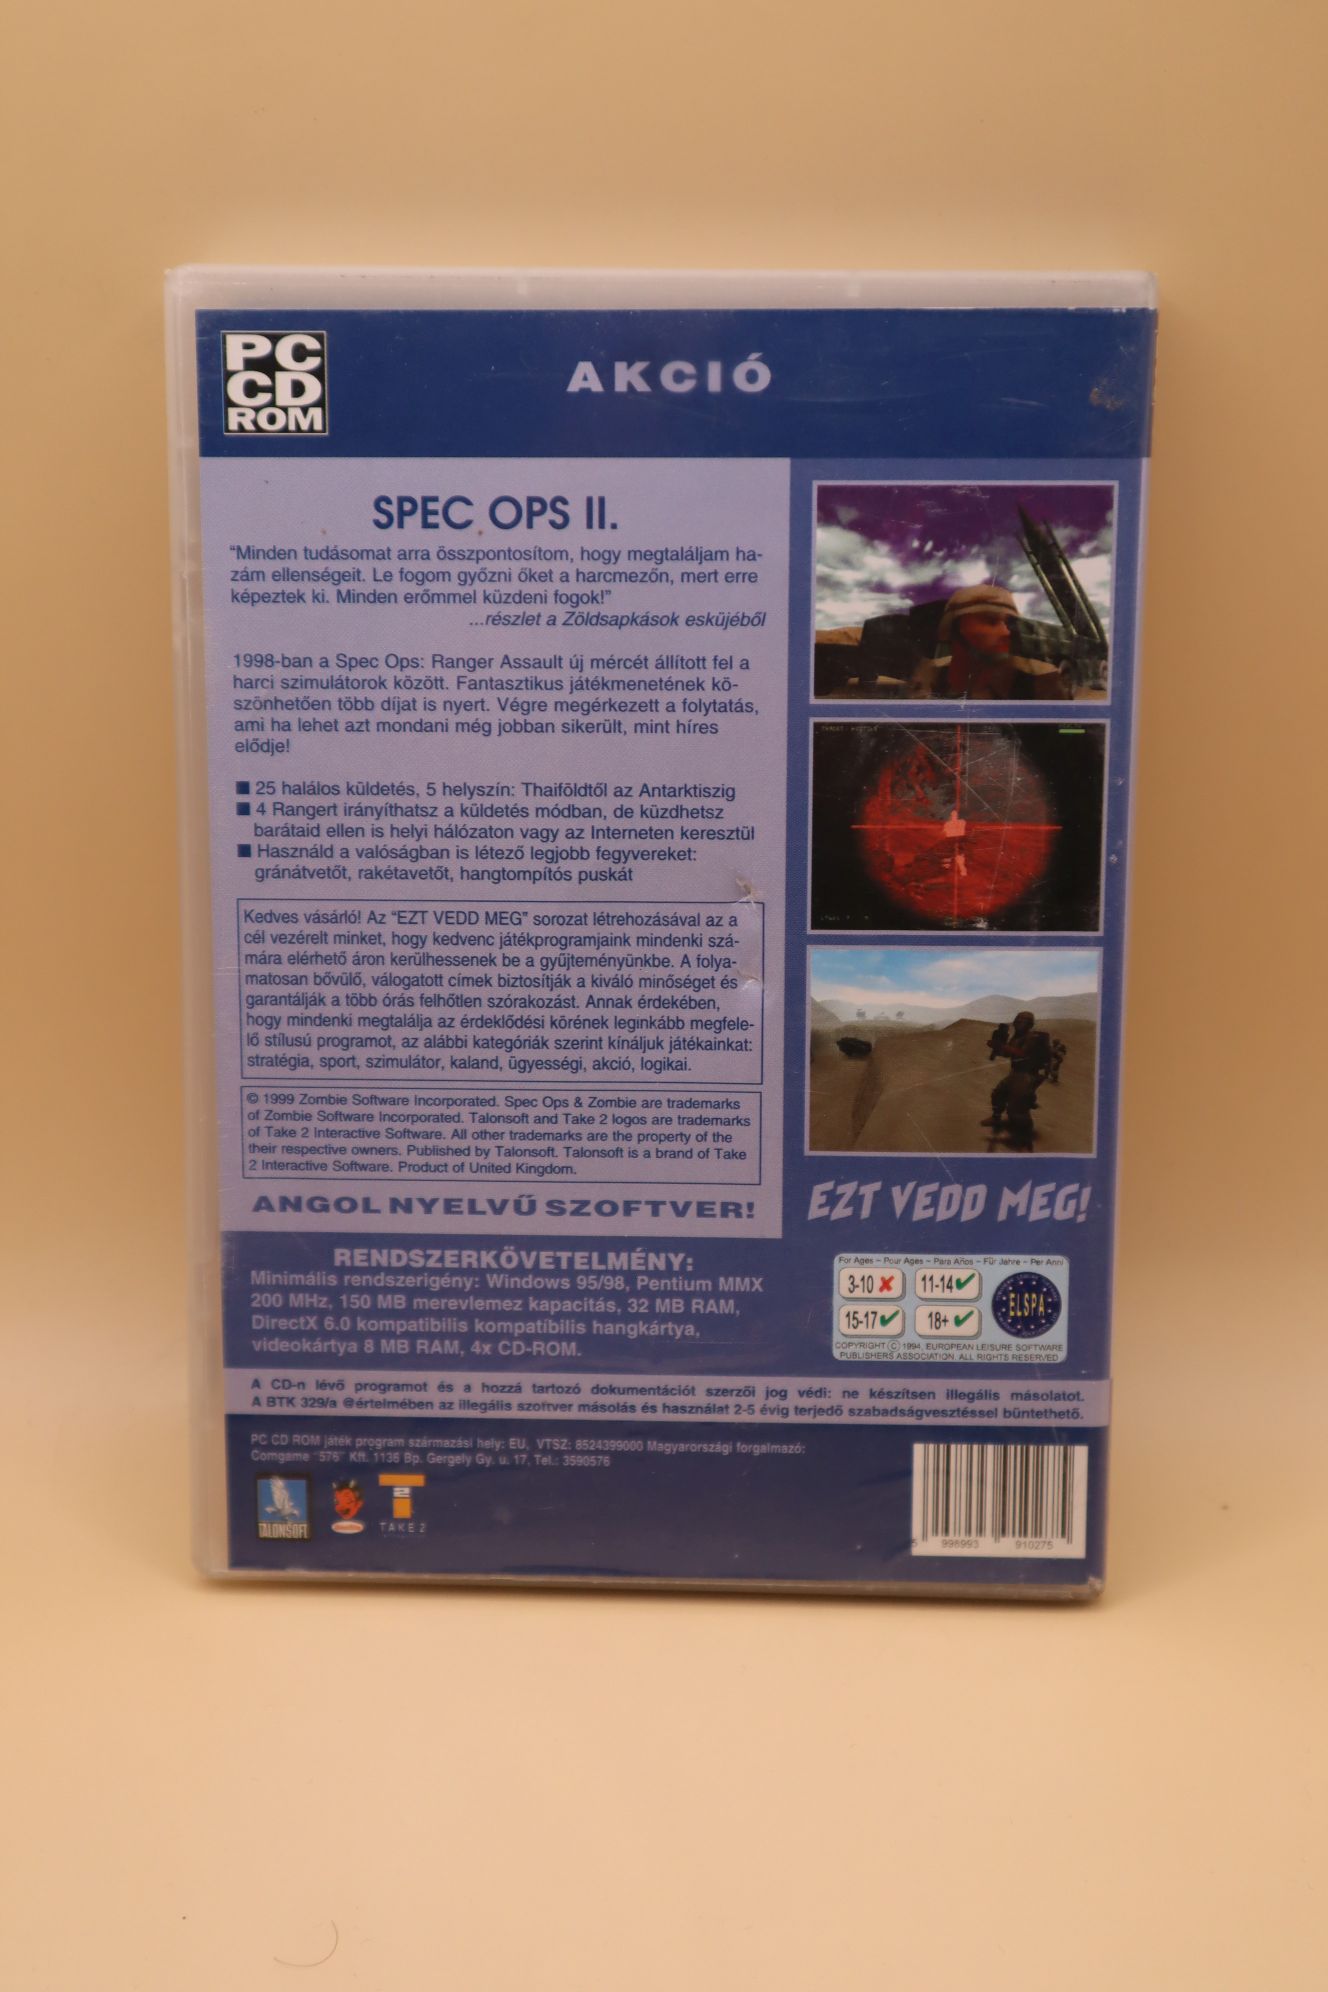 PC
CD
ROM
AKCIÓ
SPEC OPS II.
“Minden tudásomat arra összpontosítom, hogy megtaláljam ha-
zám ellenségeit. Le fogom győzni őket a harcmezőn, mert erre
képeztek ki. Minden erőmmel küzdeni fogok!”
...részlet a Zöldsapkások esküjéből
1998-ban a Spec Ops: Ranger Assault új mércét állított fel a
harci szimulátorok között. Fantasztikus játékmenetének kö-
szönhetően több díjat is nyert. Végre megérkezett a folytatás,
ami ha lehet azt mondani még jobban sikerült, mint híres
elődje!
■ 25 halálos küldetés, 5 helyszín: Thaiföldtől az Antarktiszig
■ 4 Rangert irányíthatsz a küldetés módban, de küzdhetsz
barátaid ellen is helyi hálózaton vagy az Interneten keresztül
■ Használd a valóságban is létező legjobb fegyvereket:
gránátvetőt, rakétavetőt, hangtompítós puskát
Kedves vásárló! Az “EZT VEDD MEG” sorozat létrehozásával az a
cél vezérelt minket, hogy kedvenc játékprogramjaink mindenki szá-
mára elérhető áron kerülhessenek be a gyűjteményünkbe. A folya-
matosan bővülő, válogatott címek biztosítják a kiváló minőséget és
garantálják a több órás felhőtlen szórakozást. Annak érdekében,
hogy mindenki megtalálja az érdeklődési körének leginkább megfele-
lő stílusú programot, az alábbi kategóriák szerint kínáljuk játékainkat:
stratégia, sport, szimulátor, kaland, ügyességi, akció, logikai.
© 1999 Zombie Software Incorporated. Spec Ops & Zombie are trademarks
of Zombie Software Incorporated. Talonsoft and Take 2 logos are trademarks
of Take 2 Interactive Software. All other trademarks are the property of the
their respective owners. Published by Talonsoft. Talonsoft is a brand of Take
2 Interactive Software. Product of United Kingdom.
ANGOL NYELVŰ SZOFTVER!
EZT VEDD MEG!
RENDSZERKÖVETELMÉNY:
Minimális rendszerigény: Windows 95/98, Pentium MMX
200 MHz, 150 MB merevlemez kapacitás, 32 MB RAM,
DirectX 6.0 kompatibilis kompatíbilis hangkártya,
videokártya 8 MB RAM, 4x CD-ROM.
For Ages – Pour Ages – Para Años – Für Jahre – Per Anni
3-10 ✘ 11-14 ✔
15-17 ✔ 18+ ✔
ELSPA
COPYRIGHT © 1994, EUROPEAN LEISURE SOFTWARE
PUBLISHERS ASSOCIATION. ALL RIGHTS RESERVED
A CD-n lévő programot és a hozzá tartozó dokumentációt szerzői jog védi: ne készítsen illegális másolatot.
A BTK 329/a @értelmében az illegális szoftver másolás és használat 2-5 évig terjedő szabadságvesztéssel büntethető.
PC CD ROM játék program származási hely: EU, VTSZ: 8524399000 Magyarországi forgalmazó:
Comgame "576" Kft. 1136 Bp. Gergely Gy. u. 17, Tel.: 3590576
TALONSOFT
T2
TAKE 2
5 998993 910275